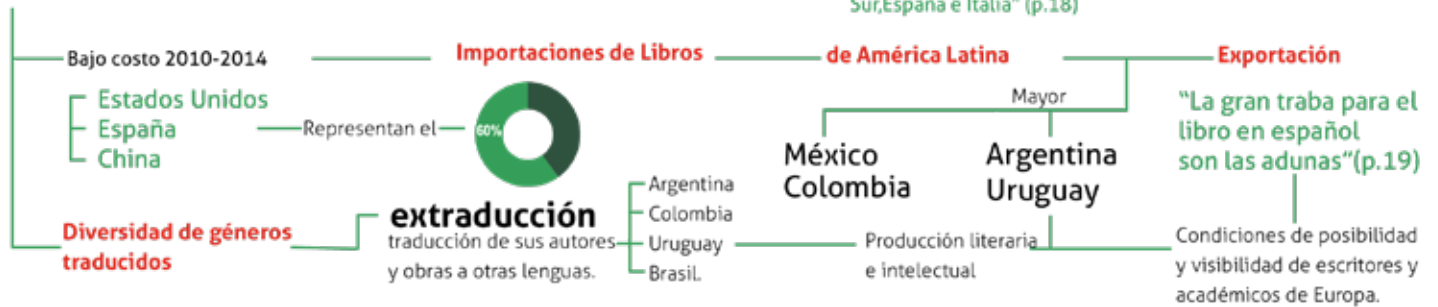 Sur,España e Italia" (p.18)
Bajo costo 2010-2014
Importaciones de Libros
de América Latina
Exportación
Estados Unidos
España
China
Representan el
60%
Mayor
México
Colombia
Argentina
Uruguay
"La gran traba para el
libro en español
son las adunas"(p.19)
Diversidad de géneros
traducidos
extraducción
traducción de sus autores
y obras a otras lenguas.
Argentina
Colombia
Uruguay
Brasil.
Producción literaria
e intelectual
Condiciones de posibilidad
y visibilidad de escritores y
académicos de Europa.